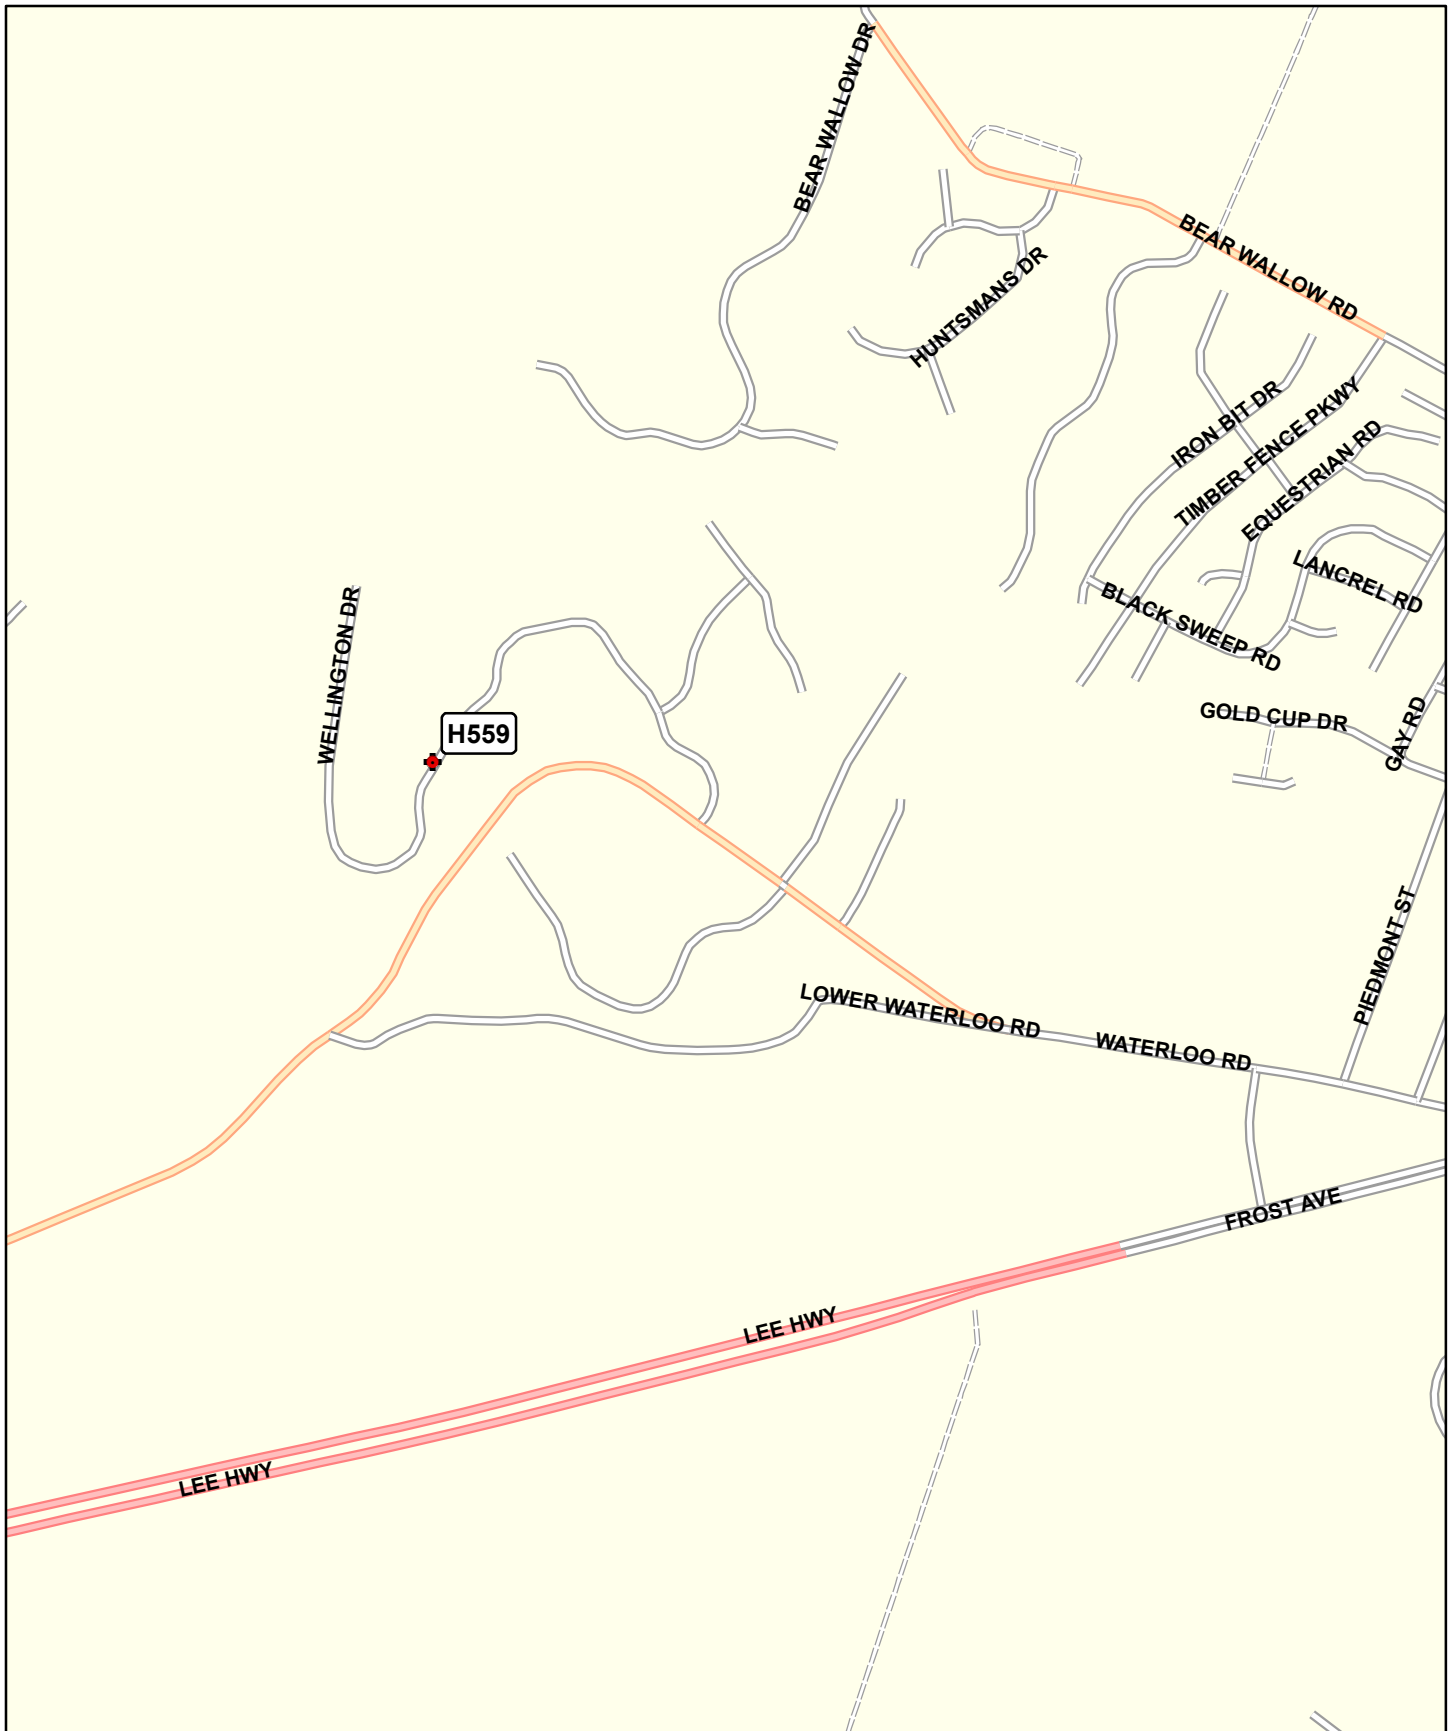 BEAR WALLOW DR
BEAR WALLOW RD
HUNTSMANS DR
IRON BIT DR
TIMBER FENCE PKWY
EQUESTRIAN RD
LANCREL RD
BLACK SWEEP RD
WELLINGTON DR
H559
GOLD CUP DR
GAY RD
PIEDMONT ST
LOWER WATERLOO RD
WATERLOO RD
FROST AVE
LEE HWY
LEE HWY